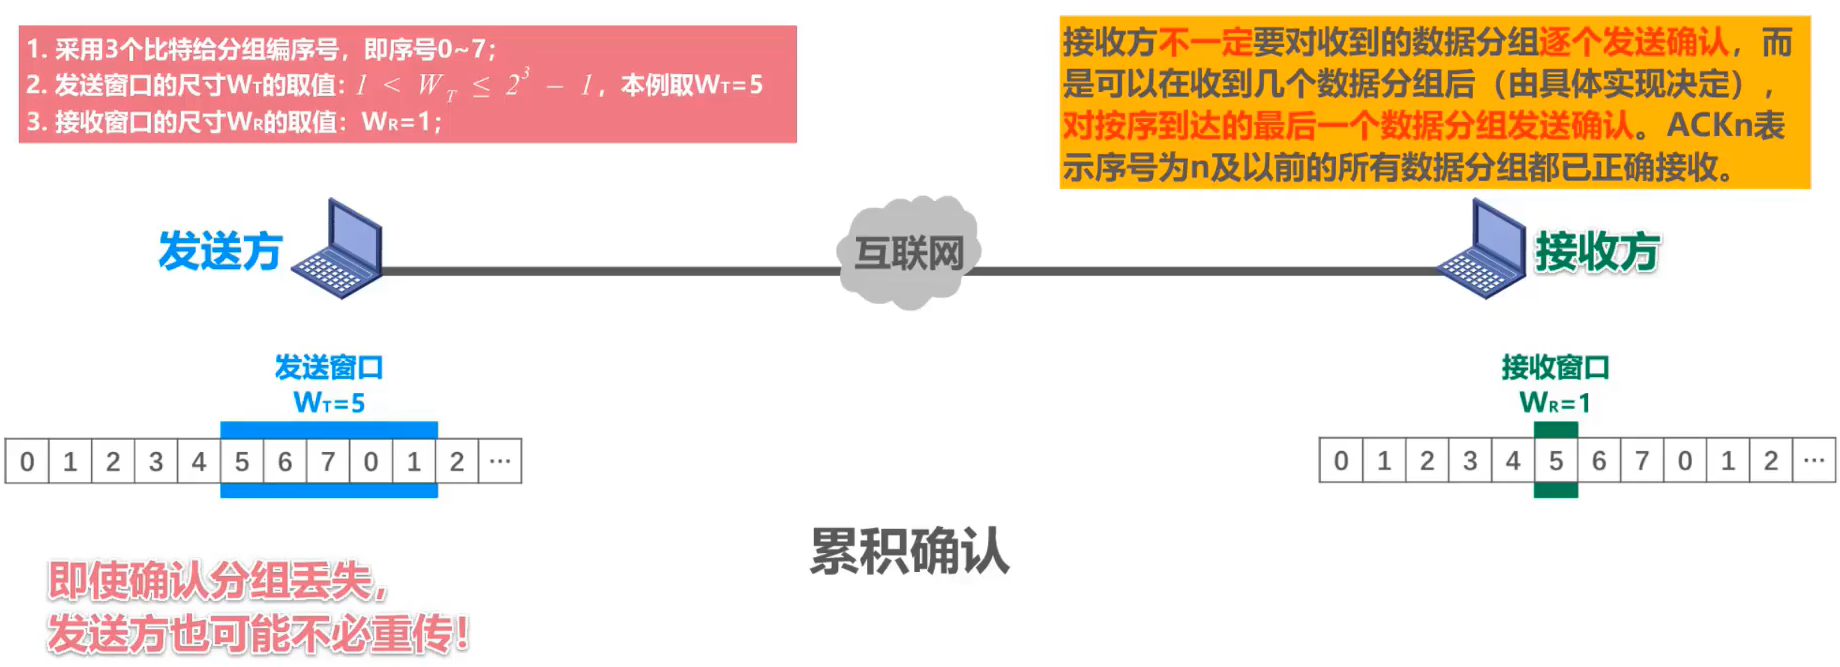 1. 采用3个比特给分组编序号，即序号0~7；
2. 发送窗口的尺寸WT的取值：1 < W T ≤ 2³ − 1，本例取WT=5
3. 接收窗口的尺寸WR的取值：WR=1；
接收方不一定要对收到的数据分组逐个发送确认，而
是可以在收到几个数据分组后（由具体实现决定），
对按序到达的最后一个数据分组发送确认。ACKn表
示序号为n及以前的所有数据分组都已正确接收。
发送方
互联网
接收方
发送窗口
WT=5
0 1 2 3 4 5 6 7 0 1 2 ···
接收窗口
WR=1
0 1 2 3 4 5 6 7 0 1 2 ···
累积确认
即使确认分组丢失，
发送方也可能不必重传！